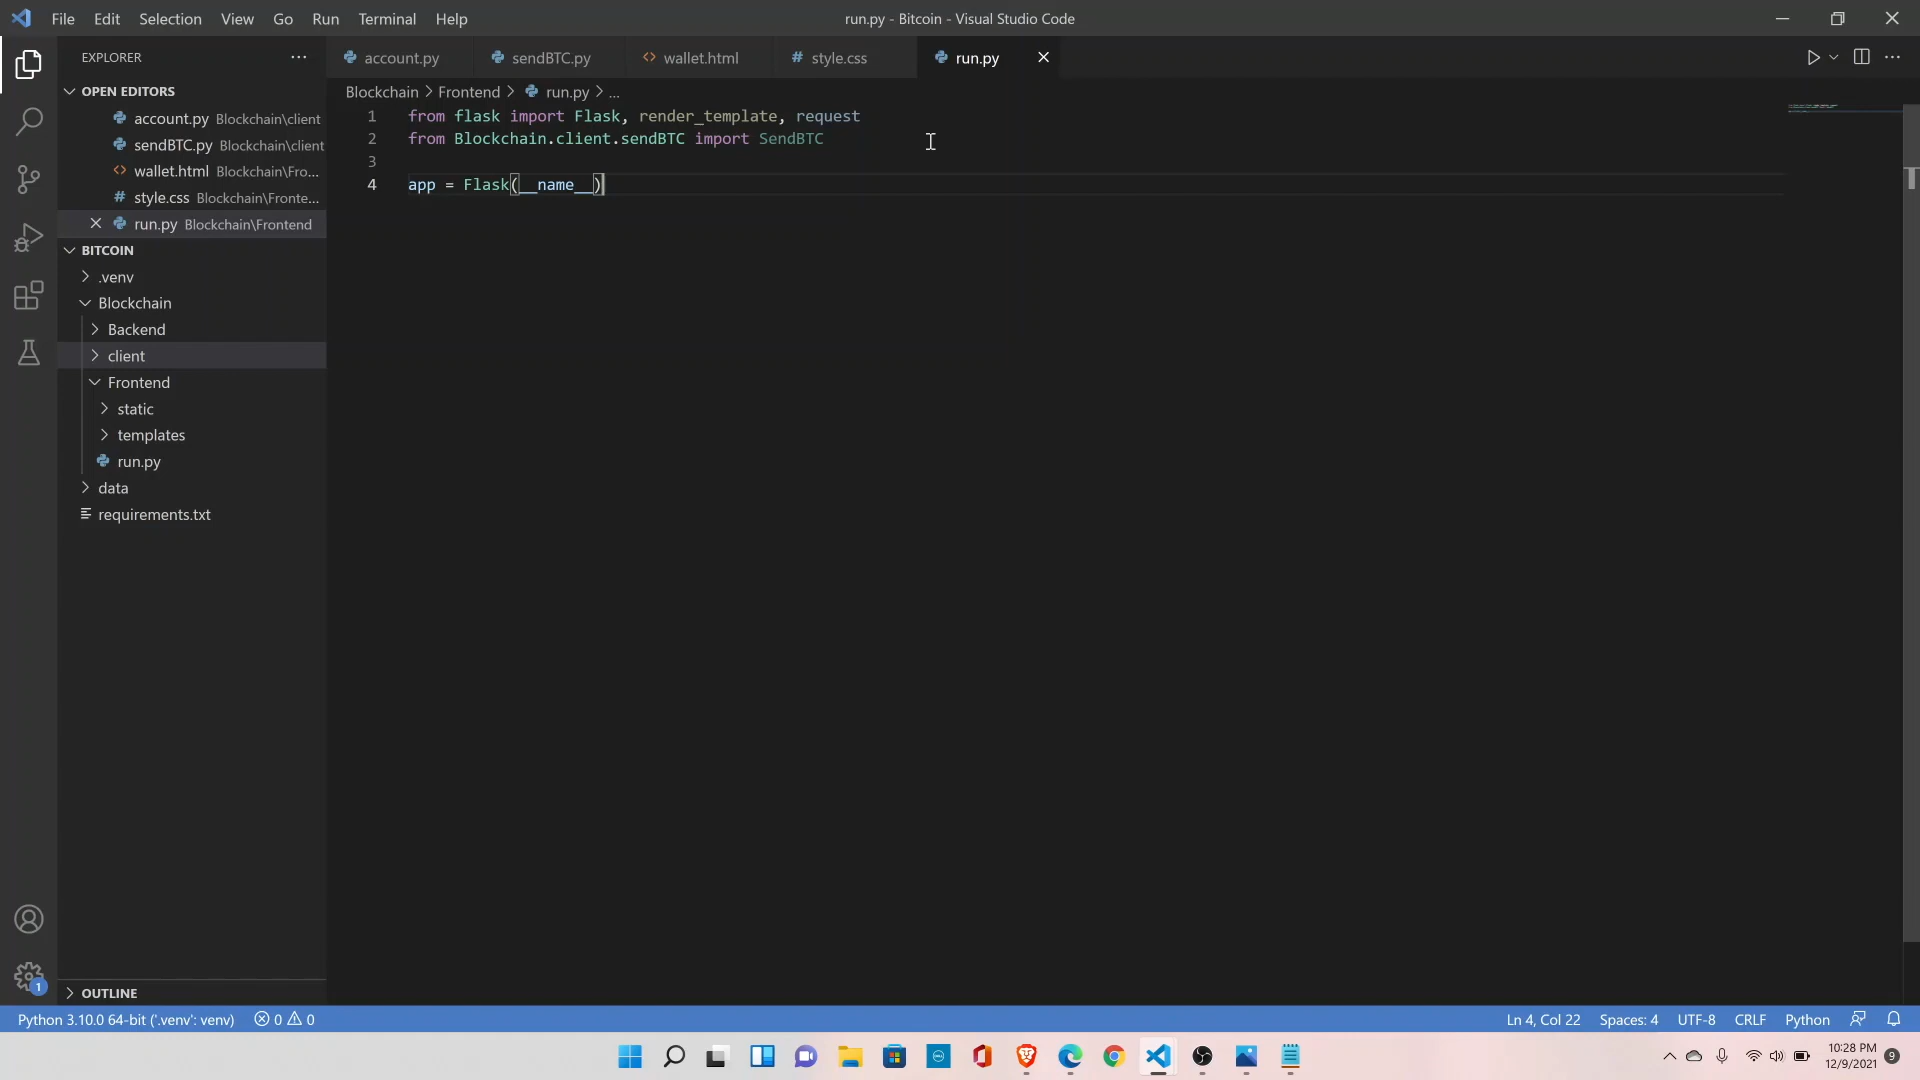 File Edit Selection View Go Run Terminal Help
run.py - Bitcoin - Visual Studio Code
EXPLORER
OPEN EDITORS
account.py Blockchain\client
sendBTC.py Blockchain\client
wallet.html Blockchain\Fro...
style.css Blockchain\Fronte...
run.py Blockchain\Frontend
BITCOIN
.venv
Blockchain
Backend
client
Frontend
static
templates
run.py
data
requirements.txt
OUTLINE
account.py sendBTC.py wallet.html style.css run.py
Blockchain > Frontend > run.py > ...
1 from flask import Flask, render_template, request
2 from Blockchain.client.sendBTC import SendBTC
3
4 app = Flask(__name__)
1
Python 3.10.0 64-bit ('.venv': venv) 0 0 Ln 4, Col 22 Spaces: 4 UTF-8 CRLF Python
10:28 PM
12/9/2021 9